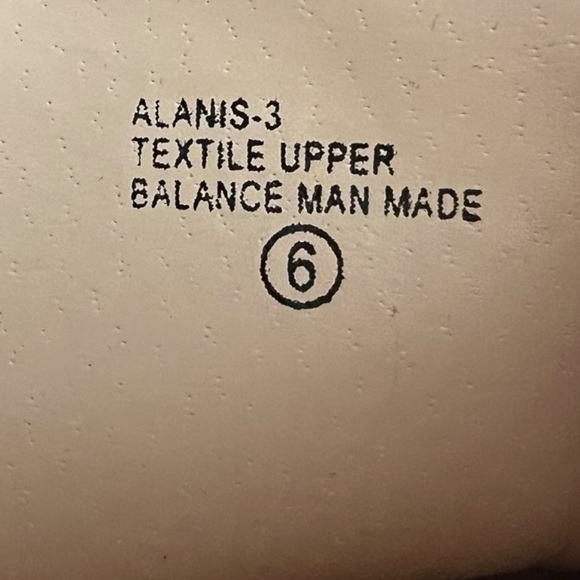 ALANIS-3
TEXTILE UPPER
BALANCE MAN MADE
6